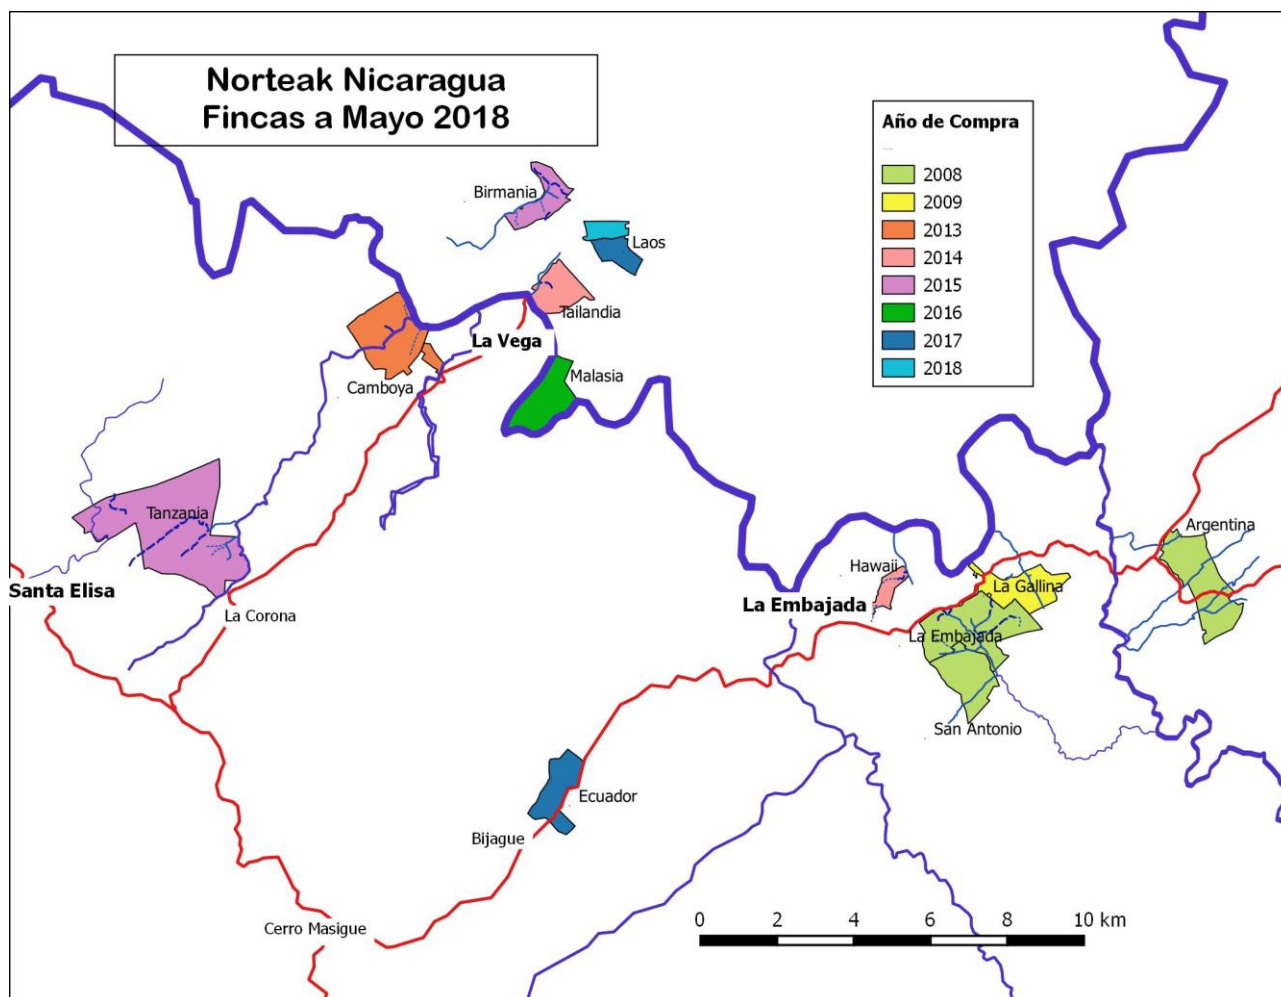 Norteak Nicaragua
Fincas a Mayo 2018
Año de Compra
2008
2009
2013
2014
2015
2016
2017
2018
Birmania
Laos
Tailandia
La Vega
Camboya
Malasia
Tanzania
Santa Elisa
La Corona
Argentina
Hawaii
La Gallina
La Embajada
La Embajada
San Antonio
Ecuador
Bijague
Cerro Masigue
0 2 4 6 8 10 km